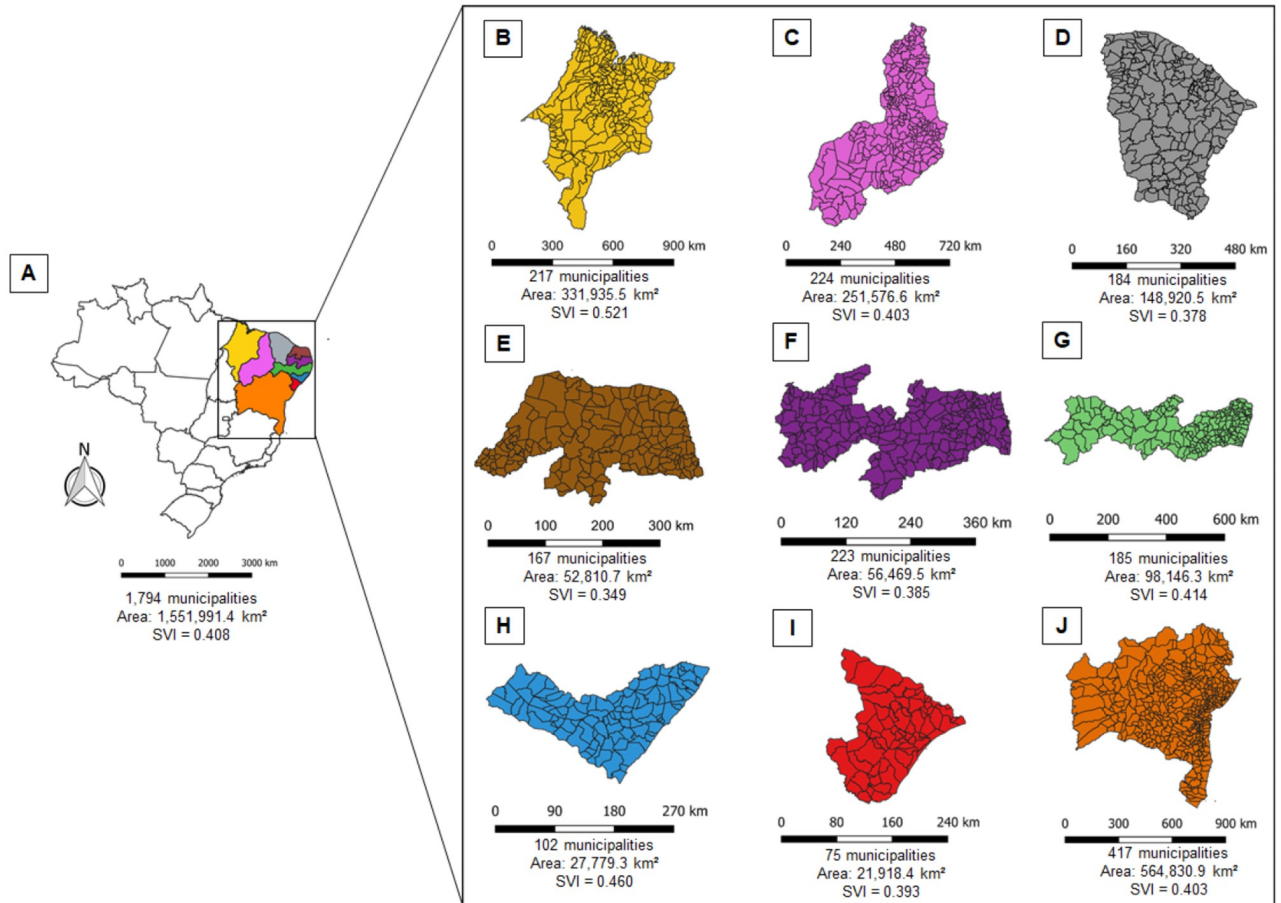 A
N
0 1000 2000 3000 km
1,794 municipalities
Area: 1,551,991.4 km²
SVI = 0.408
B
0 300 600 900 km
217 municipalities
Area: 331,935.5 km²
SVI = 0.521
C
0 240 480 720 km
224 municipalities
Area: 251,576.6 km²
SVI = 0.403
D
0 160 320 480 km
184 municipalities
Area: 148,920.5 km²
SVI = 0.378
E
0 100 200 300 km
167 municipalities
Area: 52,810.7 km²
SVI = 0.349
F
0 120 240 360 km
223 municipalities
Area: 56,469.5 km²
SVI = 0.385
G
0 200 400 600 km
185 municipalities
Area: 98,146.3 km²
SVI = 0.414
H
0 90 180 270 km
102 municipalities
Area: 27,779.3 km²
SVI = 0.460
I
0 80 160 240 km
75 municipalities
Area: 21,918.4 km²
SVI = 0.393
J
0 300 600 900 km
417 municipalities
Area: 564,830.9 km²
SVI = 0.403